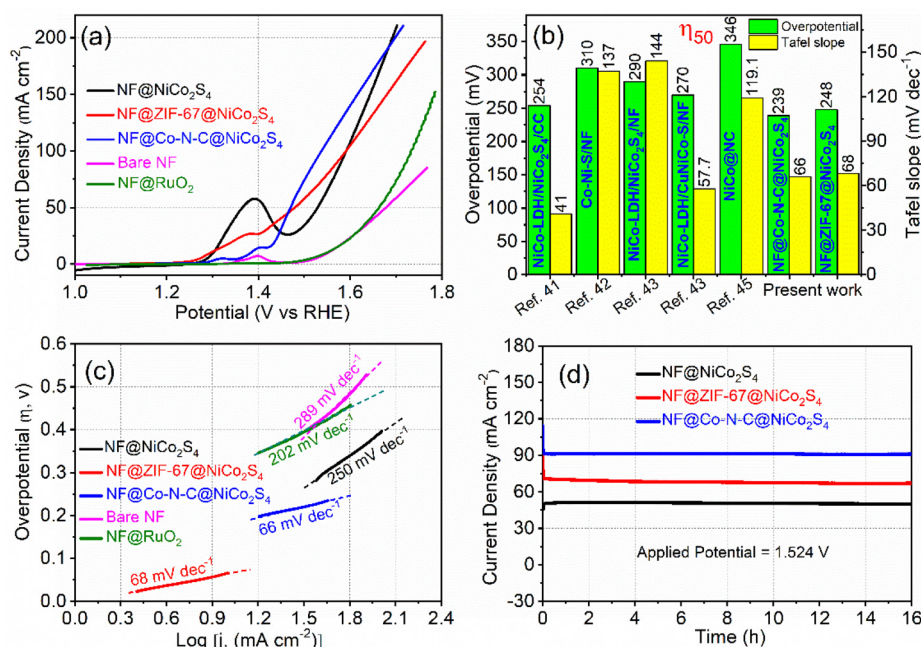 (a)
Current Density (mA cm⁻²)
200
150
100
50
0
NF@NiCo₂S₄
NF@ZIF-67@NiCo₂S₄
NF@Co-N-C@NiCo₂S₄
Bare NF
NF@RuO₂
1.0 1.2 1.4 1.6 1.8
Potential (V vs RHE)
(b)
η₅₀
Overpotential
Tafel slope
Overpotential (mV)
350
300
250
200
150
100
50
0
Tafel slope (mV dec⁻¹)
150
120
90
60
30
0
254
41
310
137
290
144
270
57.7
346
119.1
239
66
248
68
NiCo-LDH/NiCo₂S₄/CC
Co-Ni-S/NF
NiCo-LDH/NiCo₂S₄/NF
NiCo-LDH/CuNiCo-S/NF
NiCo@NC
NF@Co-N-C@NiCo₂S₄
NF@ZIF-67@NiCo₂S₄
Ref. 41
Ref. 42
Ref. 43
Ref. 43
Ref. 45
Present work
(c)
Overpotential (η, v)
0.6
0.5
0.4
0.3
0.2
0.1
0.0
NF@NiCo₂S₄
NF@ZIF-67@NiCo₂S₄
NF@Co-N-C@NiCo₂S₄
Bare NF
NF@RuO₂
289 mV dec⁻¹
202 mV dec⁻¹
250 mV dec⁻¹
66 mV dec⁻¹
68 mV dec⁻¹
0.0 0.3 0.6 0.9 1.2 1.5 1.8 2.1 2.4
Log [j, (mA cm⁻²)]
(d)
Current Density (mA cm⁻²)
180
150
120
90
60
30
0
-30
NF@NiCo₂S₄
NF@ZIF-67@NiCo₂S₄
NF@Co-N-C@NiCo₂S₄
Applied Potential = 1.524 V
0 2 4 6 8 10 12 14 16
Time (h)